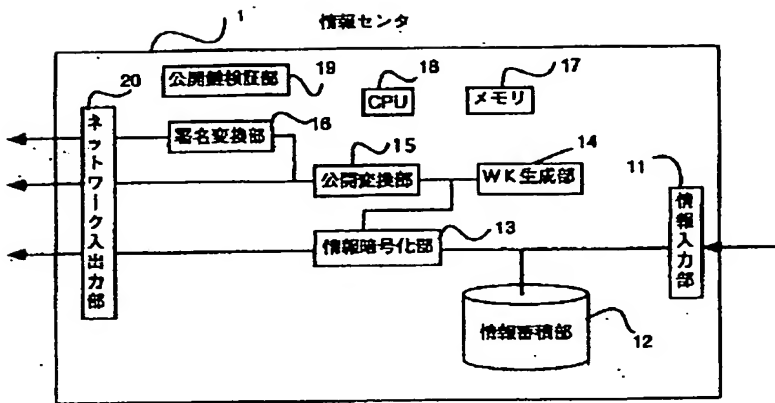 情報センタ
1
公開鍵検証部
19
18
CPU
17
メモリ
20
ネットワーク入出力部
署名変換部
16
15
公開変換部
14
WK生成部
11
情報入力部
情報暗号化部
13
情報蓄積部
12